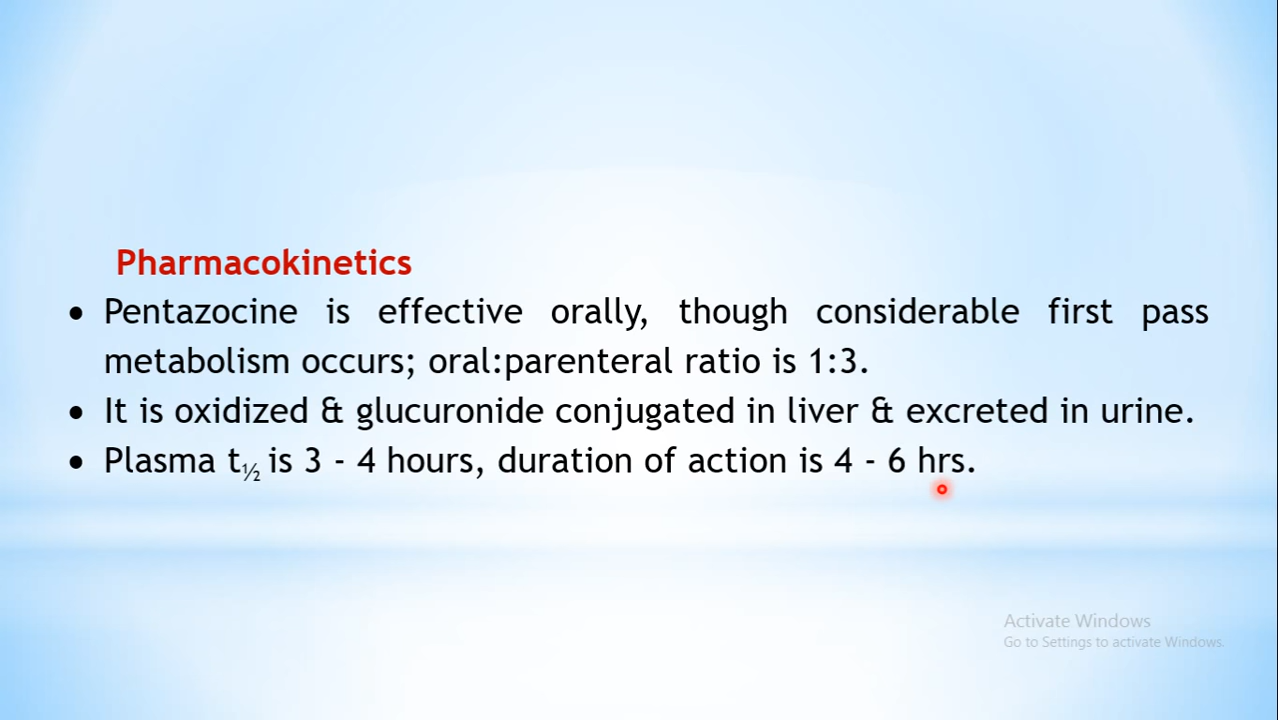 Pharmacokinetics
• Pentazocine is effective orally, though considerable first pass
metabolism occurs; oral:parenteral ratio is 1:3.
• It is oxidized & glucuronide conjugated in liver & excreted in urine.
• Plasma t½ is 3 - 4 hours, duration of action is 4 - 6 hrs.
Activate Windows
Go to Settings to activate Windows.